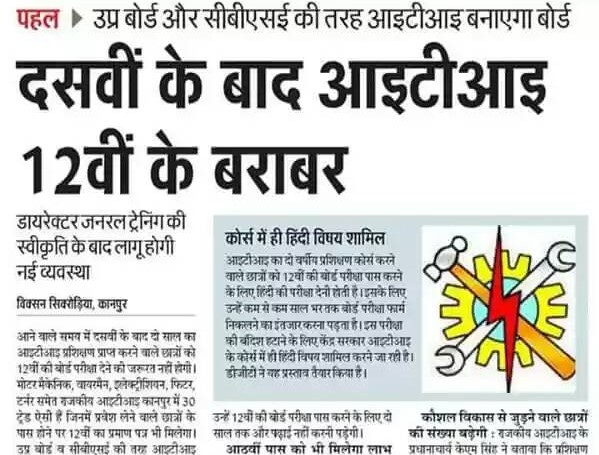 पहल ▶ उप्र बोर्ड और सीबीएसई की तरह आइटीआइ बनाएगा बोर्ड
दसवीं के बाद आइटीआइ
12वीं के बराबर
डायरेक्टर जनरल ट्रेनिंग की
स्वीकृति के बाद लागू होगी
नई व्यवस्था
विक्सन सिक्रोड़िया, कानपुर
आने वाले समय में दसवीं के बाद दो साल का
आइटीआइ प्रशिक्षण प्राप्त करने वाले छात्रों को
12वीं की बोर्ड परीक्षा देने की जरूरत नहीं होगी।
मोटर मैकेनिक, वायरमैन, इलेक्ट्रीशियन, फिटर,
टर्नर समेत राजकीय आइटीआइ कानपुर में 30
ट्रेड ऐसी हैं जिनमें प्रवेश लेने वाले छात्रों के
पास होने पर 12वीं का प्रमाण पत्र भी मिलेगा।
उप्र बोर्ड व सीबीएसई की तरह आइटीआइ
कोर्स में ही हिंदी विषय शामिल
आइटीआइ का दो वर्षीय प्रशिक्षण कोर्स करने
वाले छात्रों को 12वीं की बोर्ड परीक्षा पास करने
के लिए हिंदी की परीक्षा देनी होती है। इसके लिए
उन्हें कम से कम साल भर तक बोर्ड परीक्षा फार्म
निकलने का इंतजार करना पड़ता है। इस परीक्षा
की बंदिश हटाने के लिए केंद्र सरकार आइटीआइ
के कोर्स में ही हिंदी विषय शामिल करने जा रही है।
डीजीटी ने यह प्रस्ताव तैयार किया है।
उन्हें 12वीं की बोर्ड परीक्षा पास करने के लिए दो
साल तक और पढ़ाई नहीं करनी पड़ेगी।
आठवीं पास को भी मिलेगा लाभ
कौशल विकास से जुड़ने वाले छात्रों
की संख्या बढ़ेगी : राजकीय आइटीआइ के
प्रधानाचार्य केएम सिंह ने बताया कि प्रशिक्षण